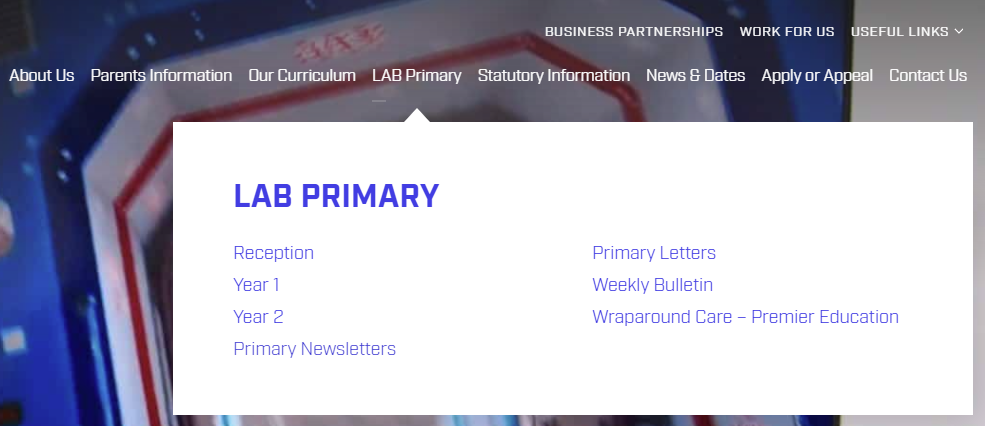 BUSINESS PARTNERSHIPS WORK FOR US USEFUL LINKS
About Us Parents Information Our Curriculum LAB Primary Statutory Information News & Dates Apply or Appeal Contact Us
LAB PRIMARY
Reception
Year 1
Year 2
Primary Newsletters
Primary Letters
Weekly Bulletin
Wraparound Care – Premier Education